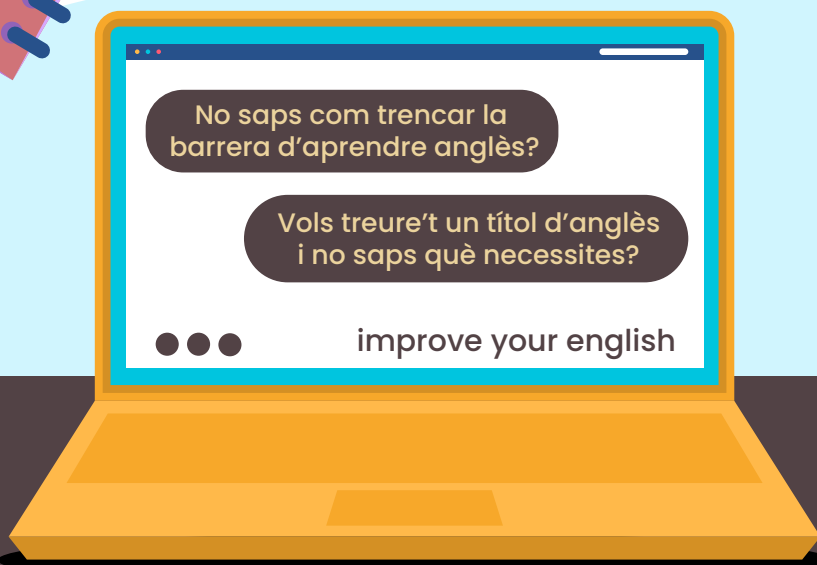 No saps com trencar la
barrera d’aprendre anglès?
Vols treure’t un títol d’anglès
i no saps què necessites?
improve your english